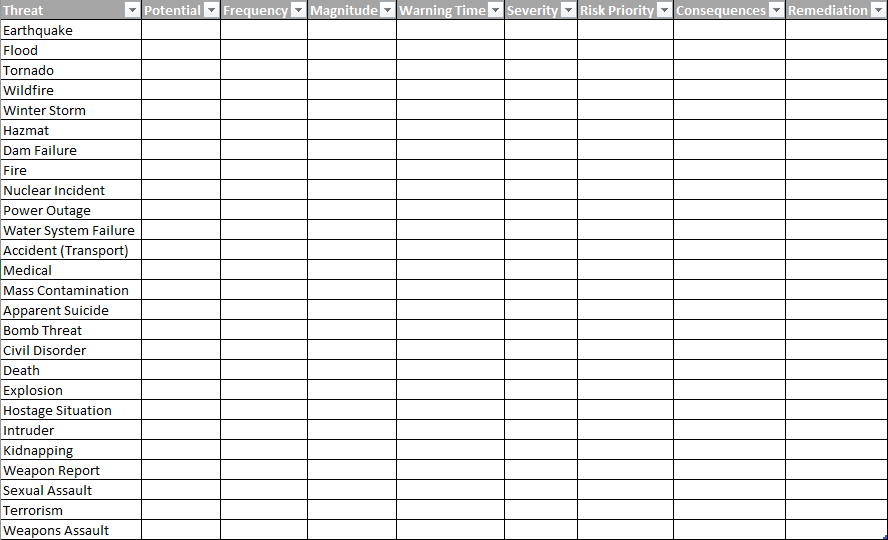 Threat Potential Frequency Magnitude Warning Time Severity Risk Priority Consequences Remediation
Earthquake
Flood
Tornado
Wildfire
Winter Storm
Hazmat
Dam Failure
Fire
Nuclear Incident
Power Outage
Water System Failure
Accident (Transport)
Medical
Mass Contamination
Apparent Suicide
Bomb Threat
Civil Disorder
Death
Explosion
Hostage Situation
Intruder
Kidnapping
Weapon Report
Sexual Assault
Terrorism
Weapons Assault